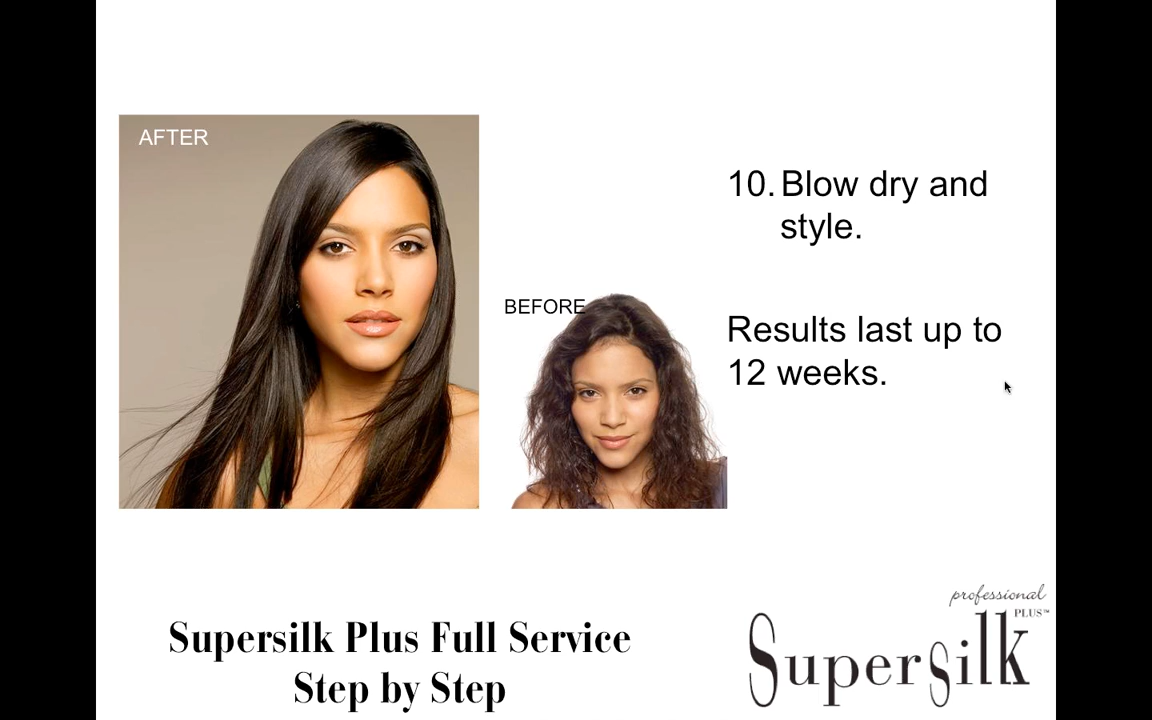 AFTER
BEFORE
10. Blow dry and
style.
Results last up to
12 weeks.
Supersilk Plus Full Service
Step by Step
professional
PLUS™
Supersilk